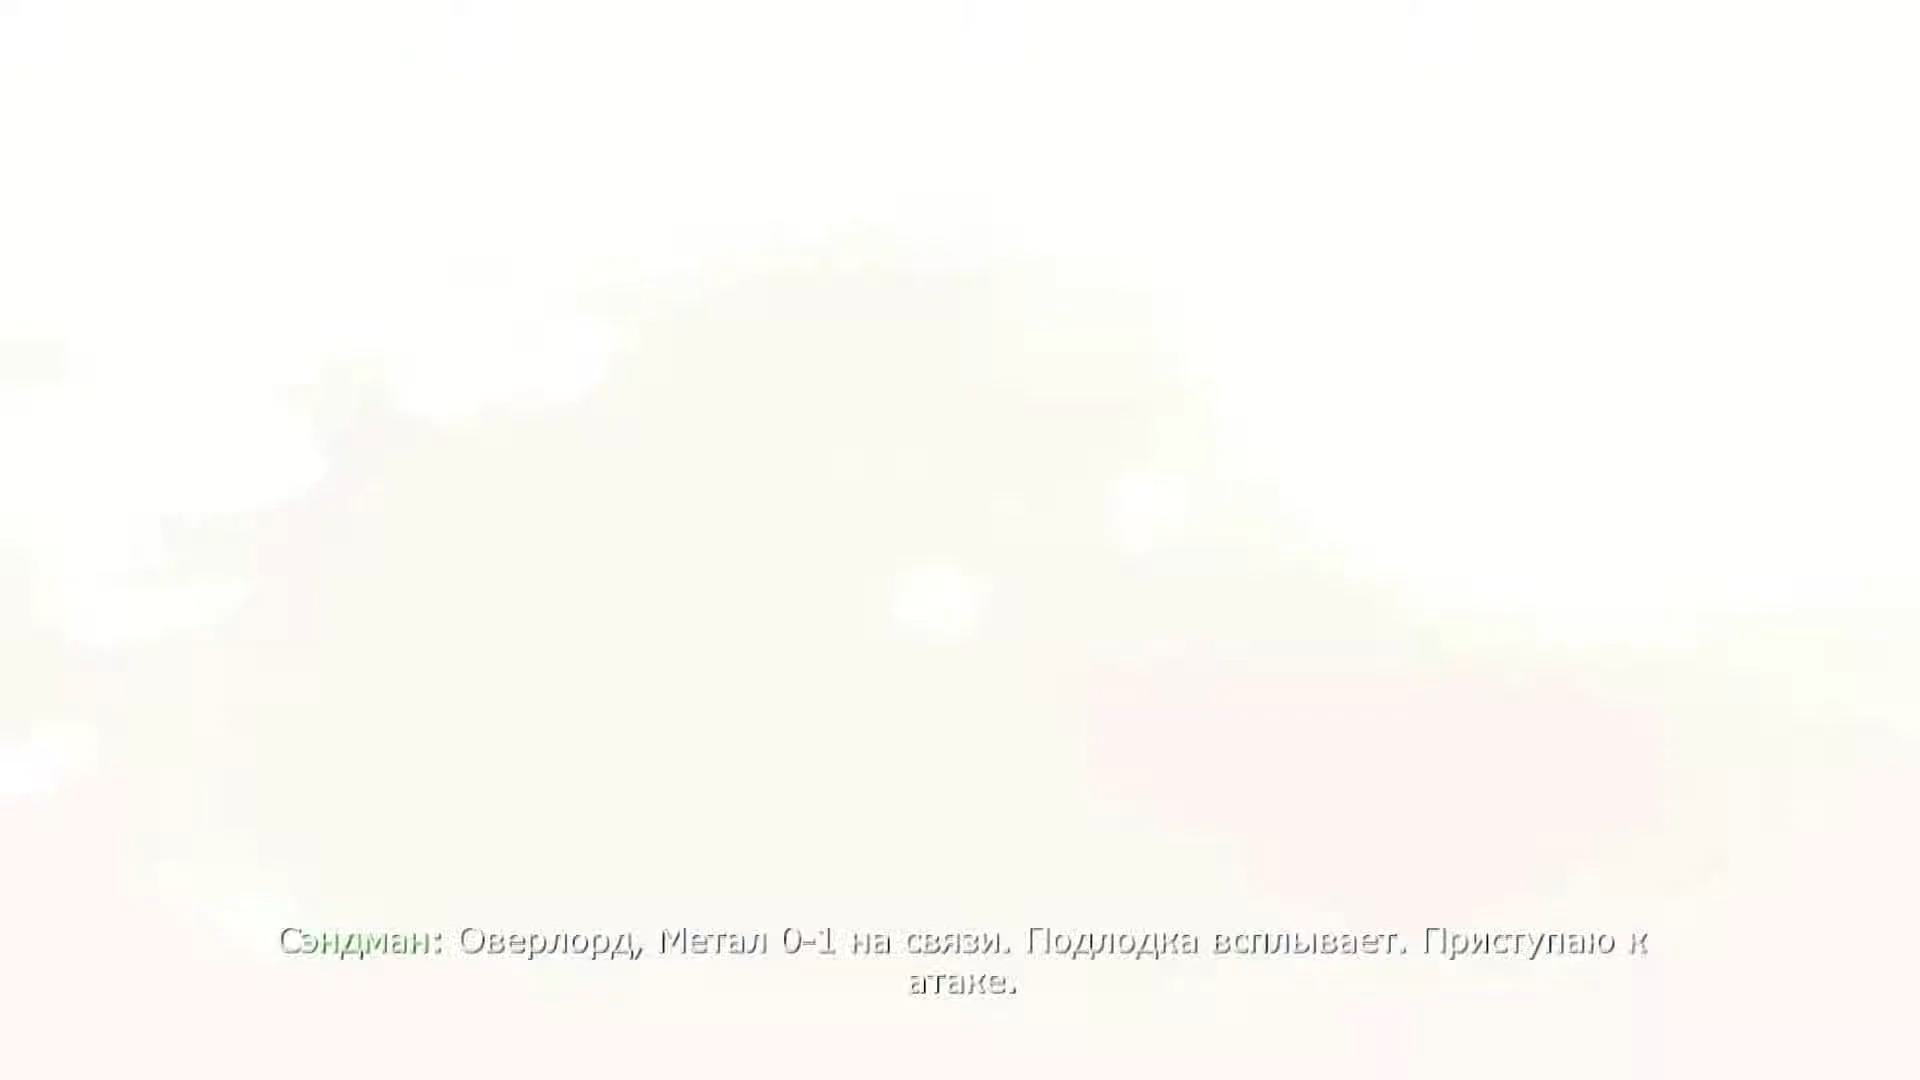 Сэндман: Оверлорд, Метал 0-1 на связи. Подлодка всплывает. Приступаю к
атаке.